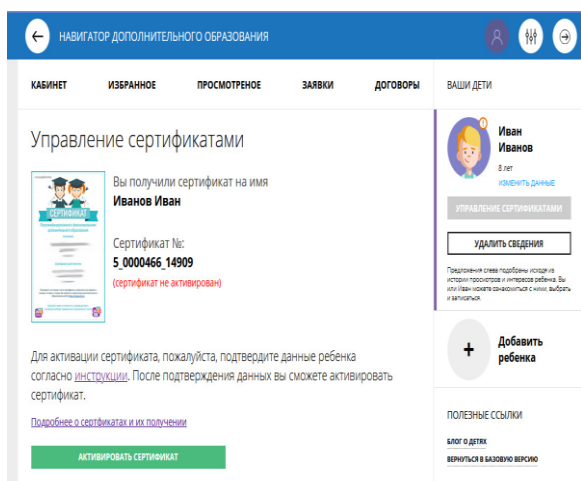 НАВИГАТОР ДОПОЛНИТЕЛЬНОГО ОБРАЗОВАНИЯ
КАБИНЕТ ИЗБРАННОЕ ПРОСМОТРЕНОЕ ЗАЯВКИ ДОГОВОРЫ
Управление сертификатами
СЕРТИФИКАТ
Вы получили сертификат на имя
Иванов Иван
Сертификат №:
5_0000466_14909
(сертификат не активирован)
Для активации сертификата, пожалуйста, подтвердите данные ребенка
согласно инструкции. После подтверждения данных вы сможете активировать
сертификат.
Подробнее о сертфикатах и их получении
АКТИВИРОВАТЬ СЕРТИФИКАТ
ВАШИ ДЕТИ
Иван
Иванов
8 лет
ИЗМЕНИТЬ ДАННЫЕ
УПРАВЛЕНИЕ СЕРТИФИКАТАМИ
УДАЛИТЬ СВЕДЕНИЯ
Предложения слева подобраны исходя из
истории просмотров и интересов ребенка. Вы
или Иван можете ознакомиться с ними, выбрать
и записаться.
+ Добавить
ребенка
ПОЛЕЗНЫЕ ССЫЛКИ
БЛОГ О ДЕТЯХ
ВЕРНУТЬСЯ В БАЗОВУЮ ВЕРСИЮ